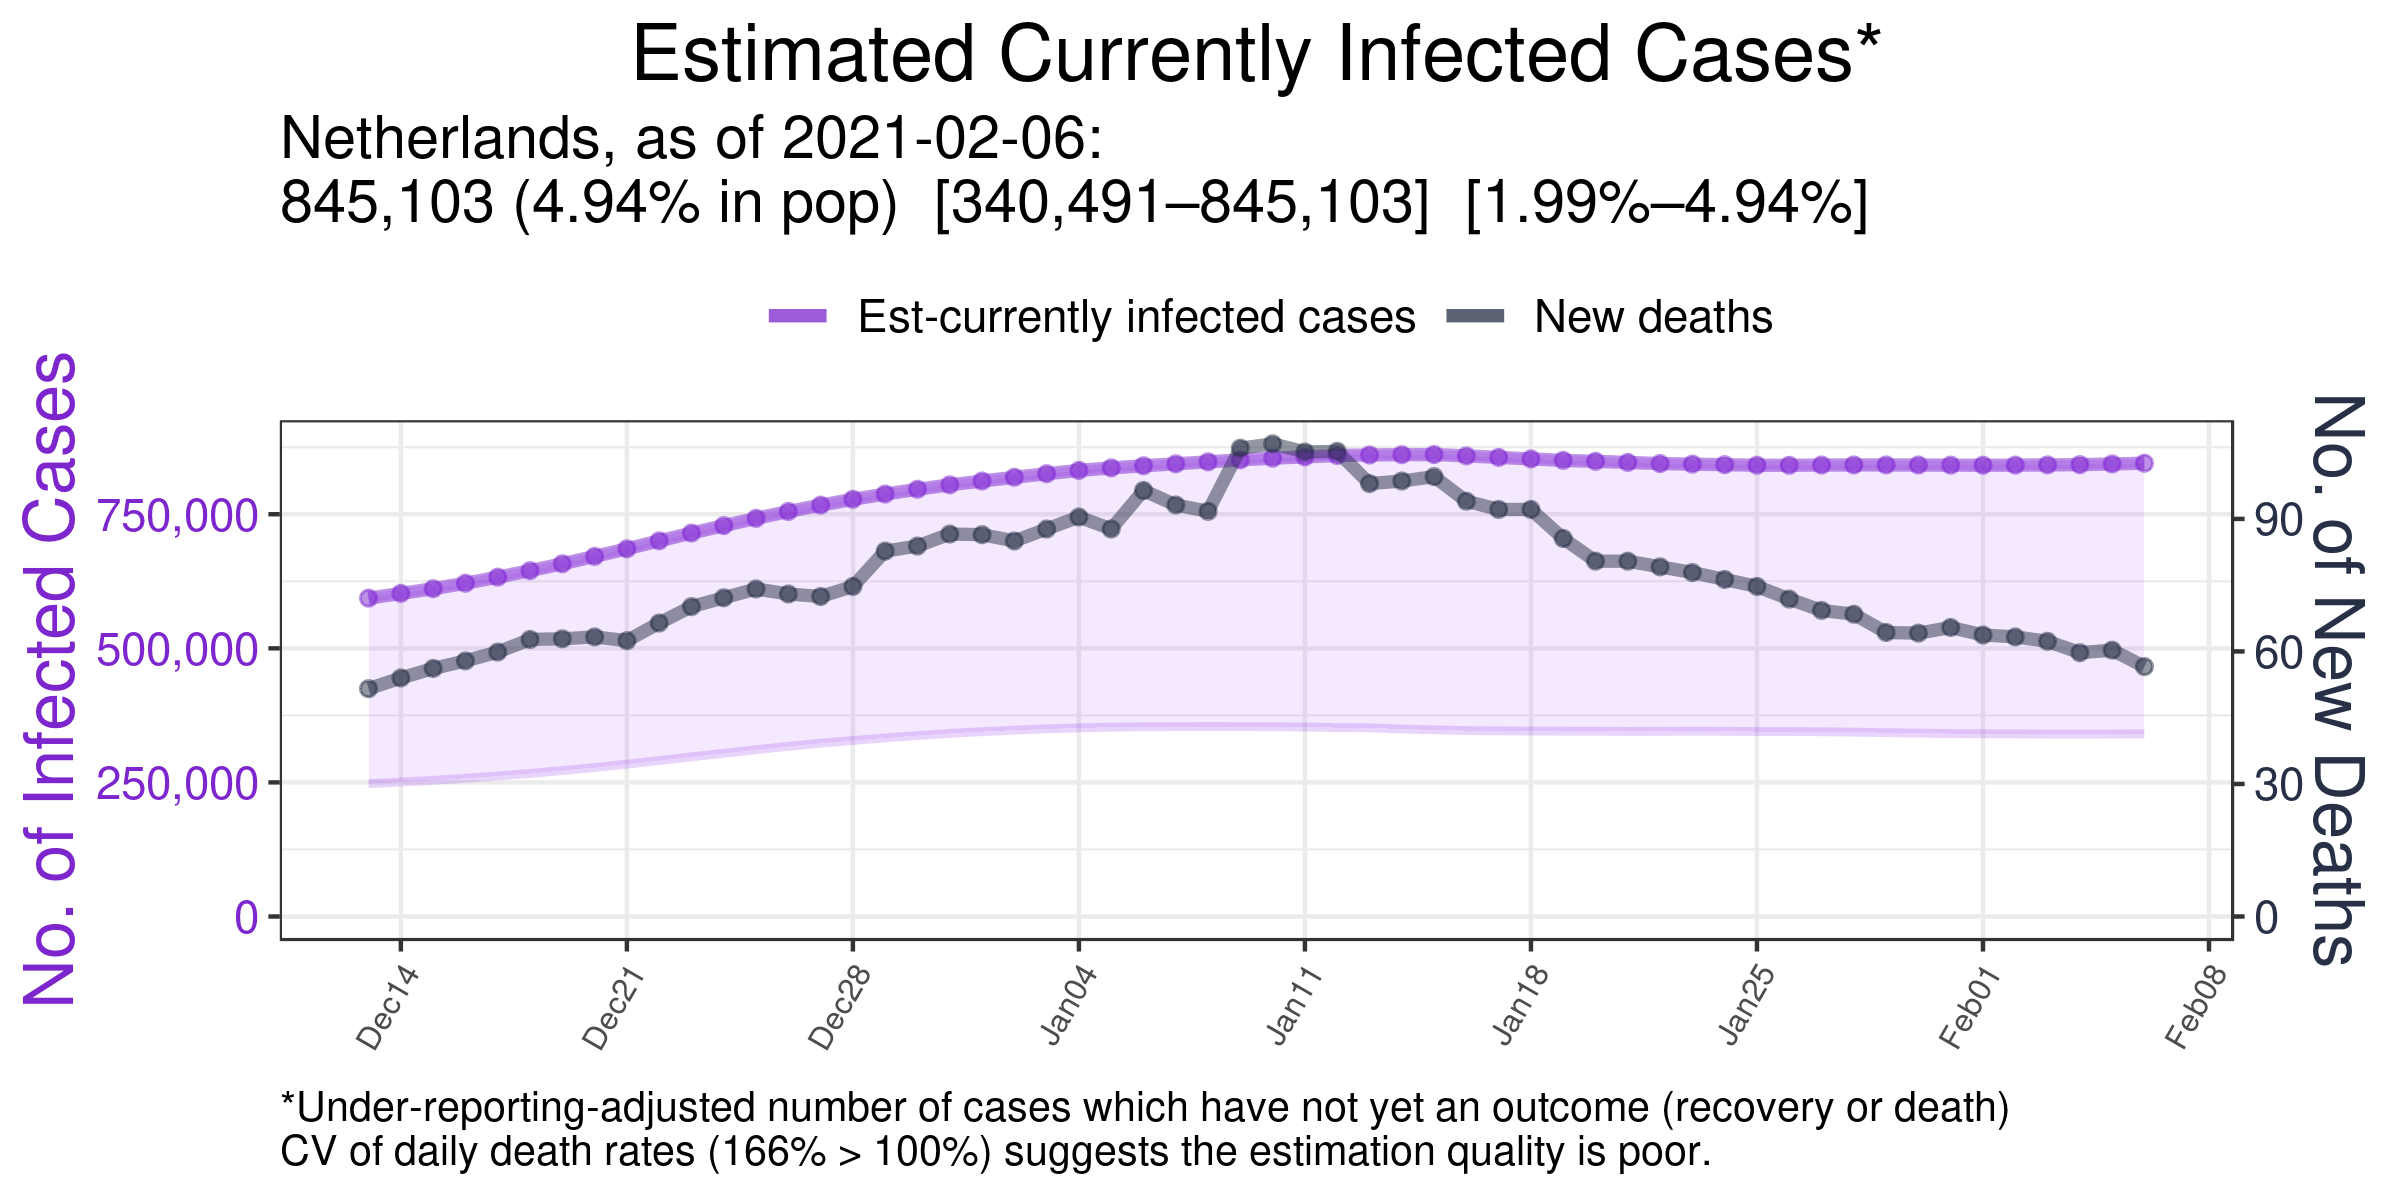 Estimated Currently Infected Cases*
Netherlands, as of 2021-02-06:
845,103 (4.94% in pop)  [340,491–845,103]  [1.99%–4.94%]
Est-currently infected cases
New deaths
No. of Infected Cases
750,000
500,000
250,000
0
No. of New Deaths
90
60
30
0
Dec14
Dec21
Dec28
Jan04
Jan11
Jan18
Jan25
Feb01
Feb08
*Under-reporting-adjusted number of cases which have not yet an outcome (recovery or death)
CV of daily death rates (166% > 100%) suggests the estimation quality is poor.